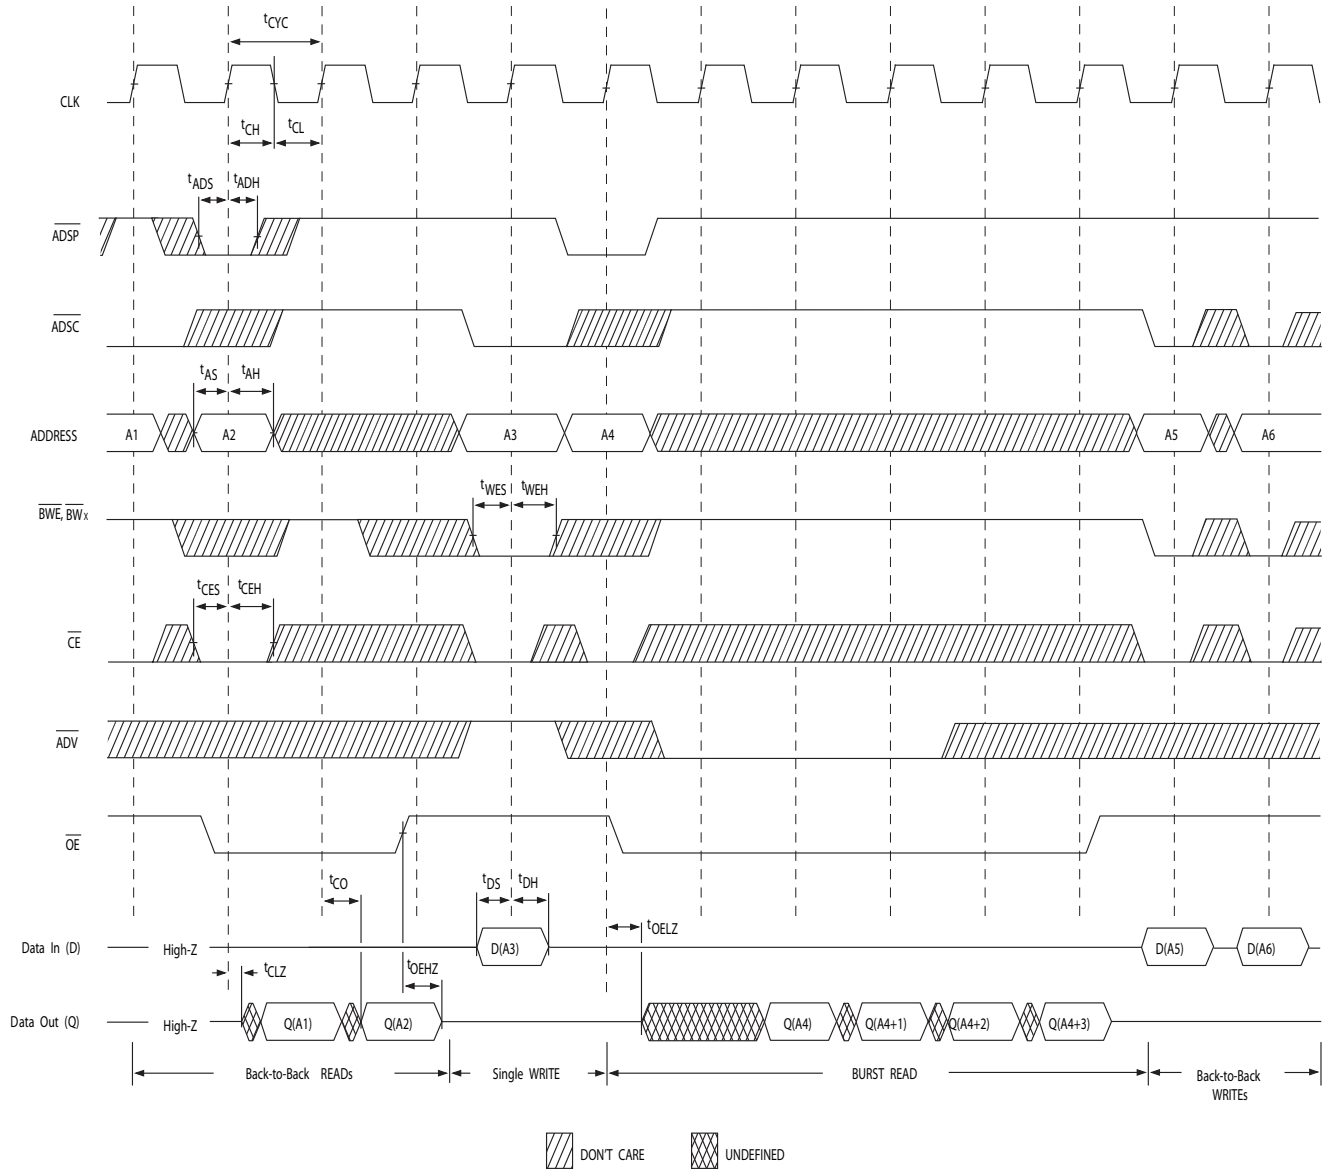 tCYC
CLK
tCH
tCL
tADS
tADH
ADSP
ADSC
tAS
tAH
ADDRESS
A1
A2
A3
A4
A5
A6
tWES
tWEH
BWE, BWx
tCES
tCEH
CE
ADV
OE
tCO
tDS
tDH
tOELZ
Data In (D)
High-Z
D(A3)
D(A5)
D(A6)
tCLZ
tOEHZ
Data Out (Q)
High-Z
Q(A1)
Q(A2)
Q(A4)
Q(A4+1)
Q(A4+2)
Q(A4+3)
Back-to-Back READs
Single WRITE
BURST READ
Back-to-Back
WRITEs
DON'T CARE
UNDEFINED